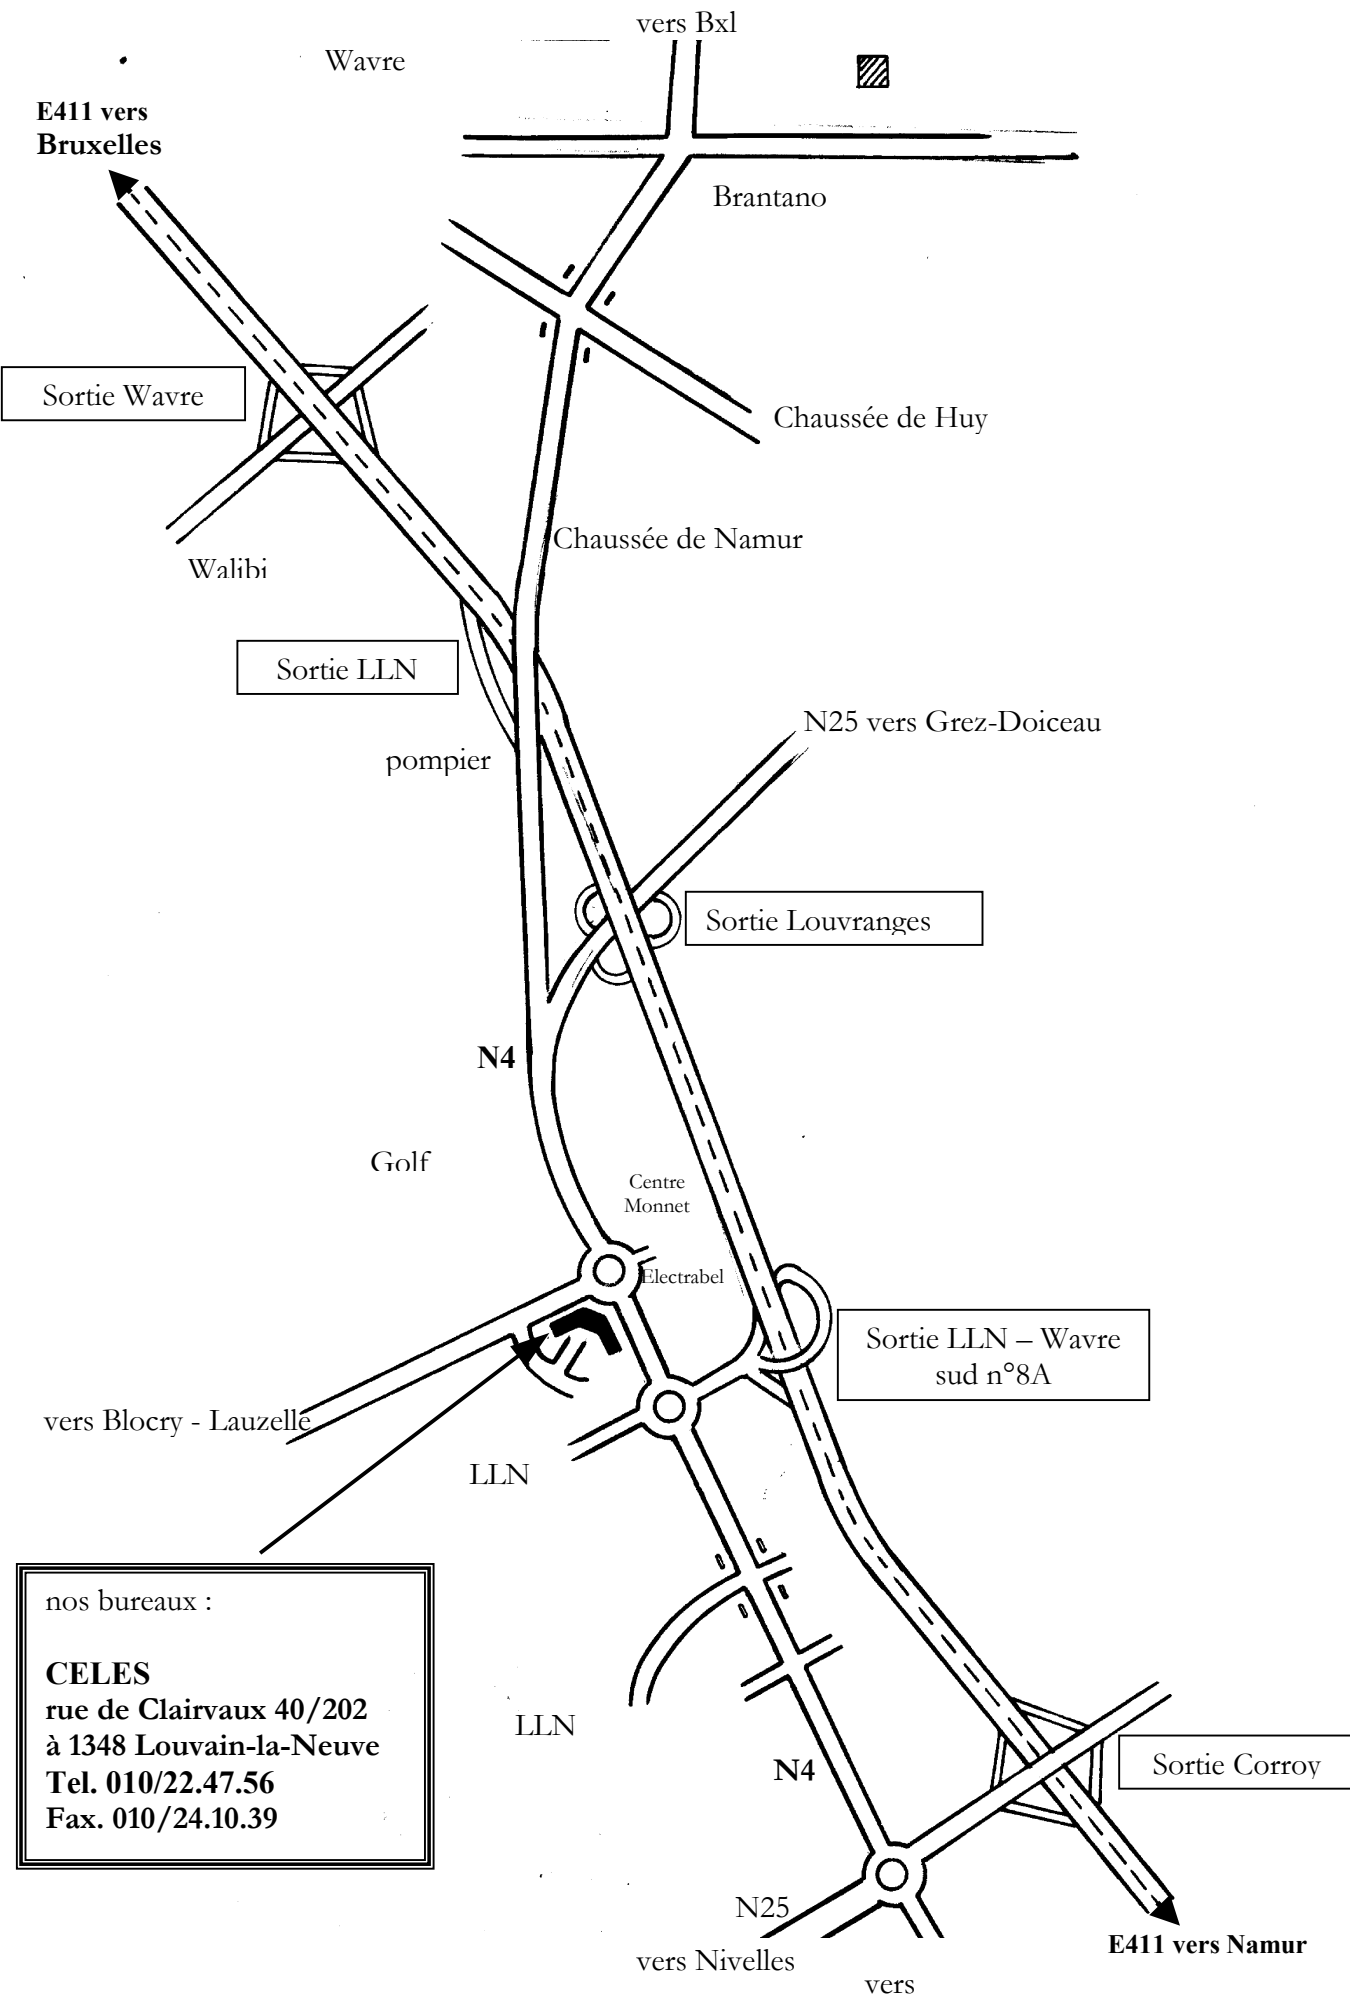 vers Bxl
Wavre
E411 vers
Bruxelles
Brantano
Sortie Wavre
Chaussée de Huy
Chaussée de Namur
Walibi
Sortie LLN
N25 vers Grez-Doiceau
pompier
Sortie Louvranges
N4
Golf
Centre
Monnet
Electrabel
Sortie LLN – Wavre
sud n°8A
vers Blocry - Lauzelle
LLN
nos bureaux :
CELES
rue de Clairvaux 40/202
à 1348 Louvain-la-Neuve
Tel. 010/22.47.56
Fax. 010/24.10.39
LLN
N4
Sortie Corroy
N25
vers Nivelles
E411 vers Namur
vers